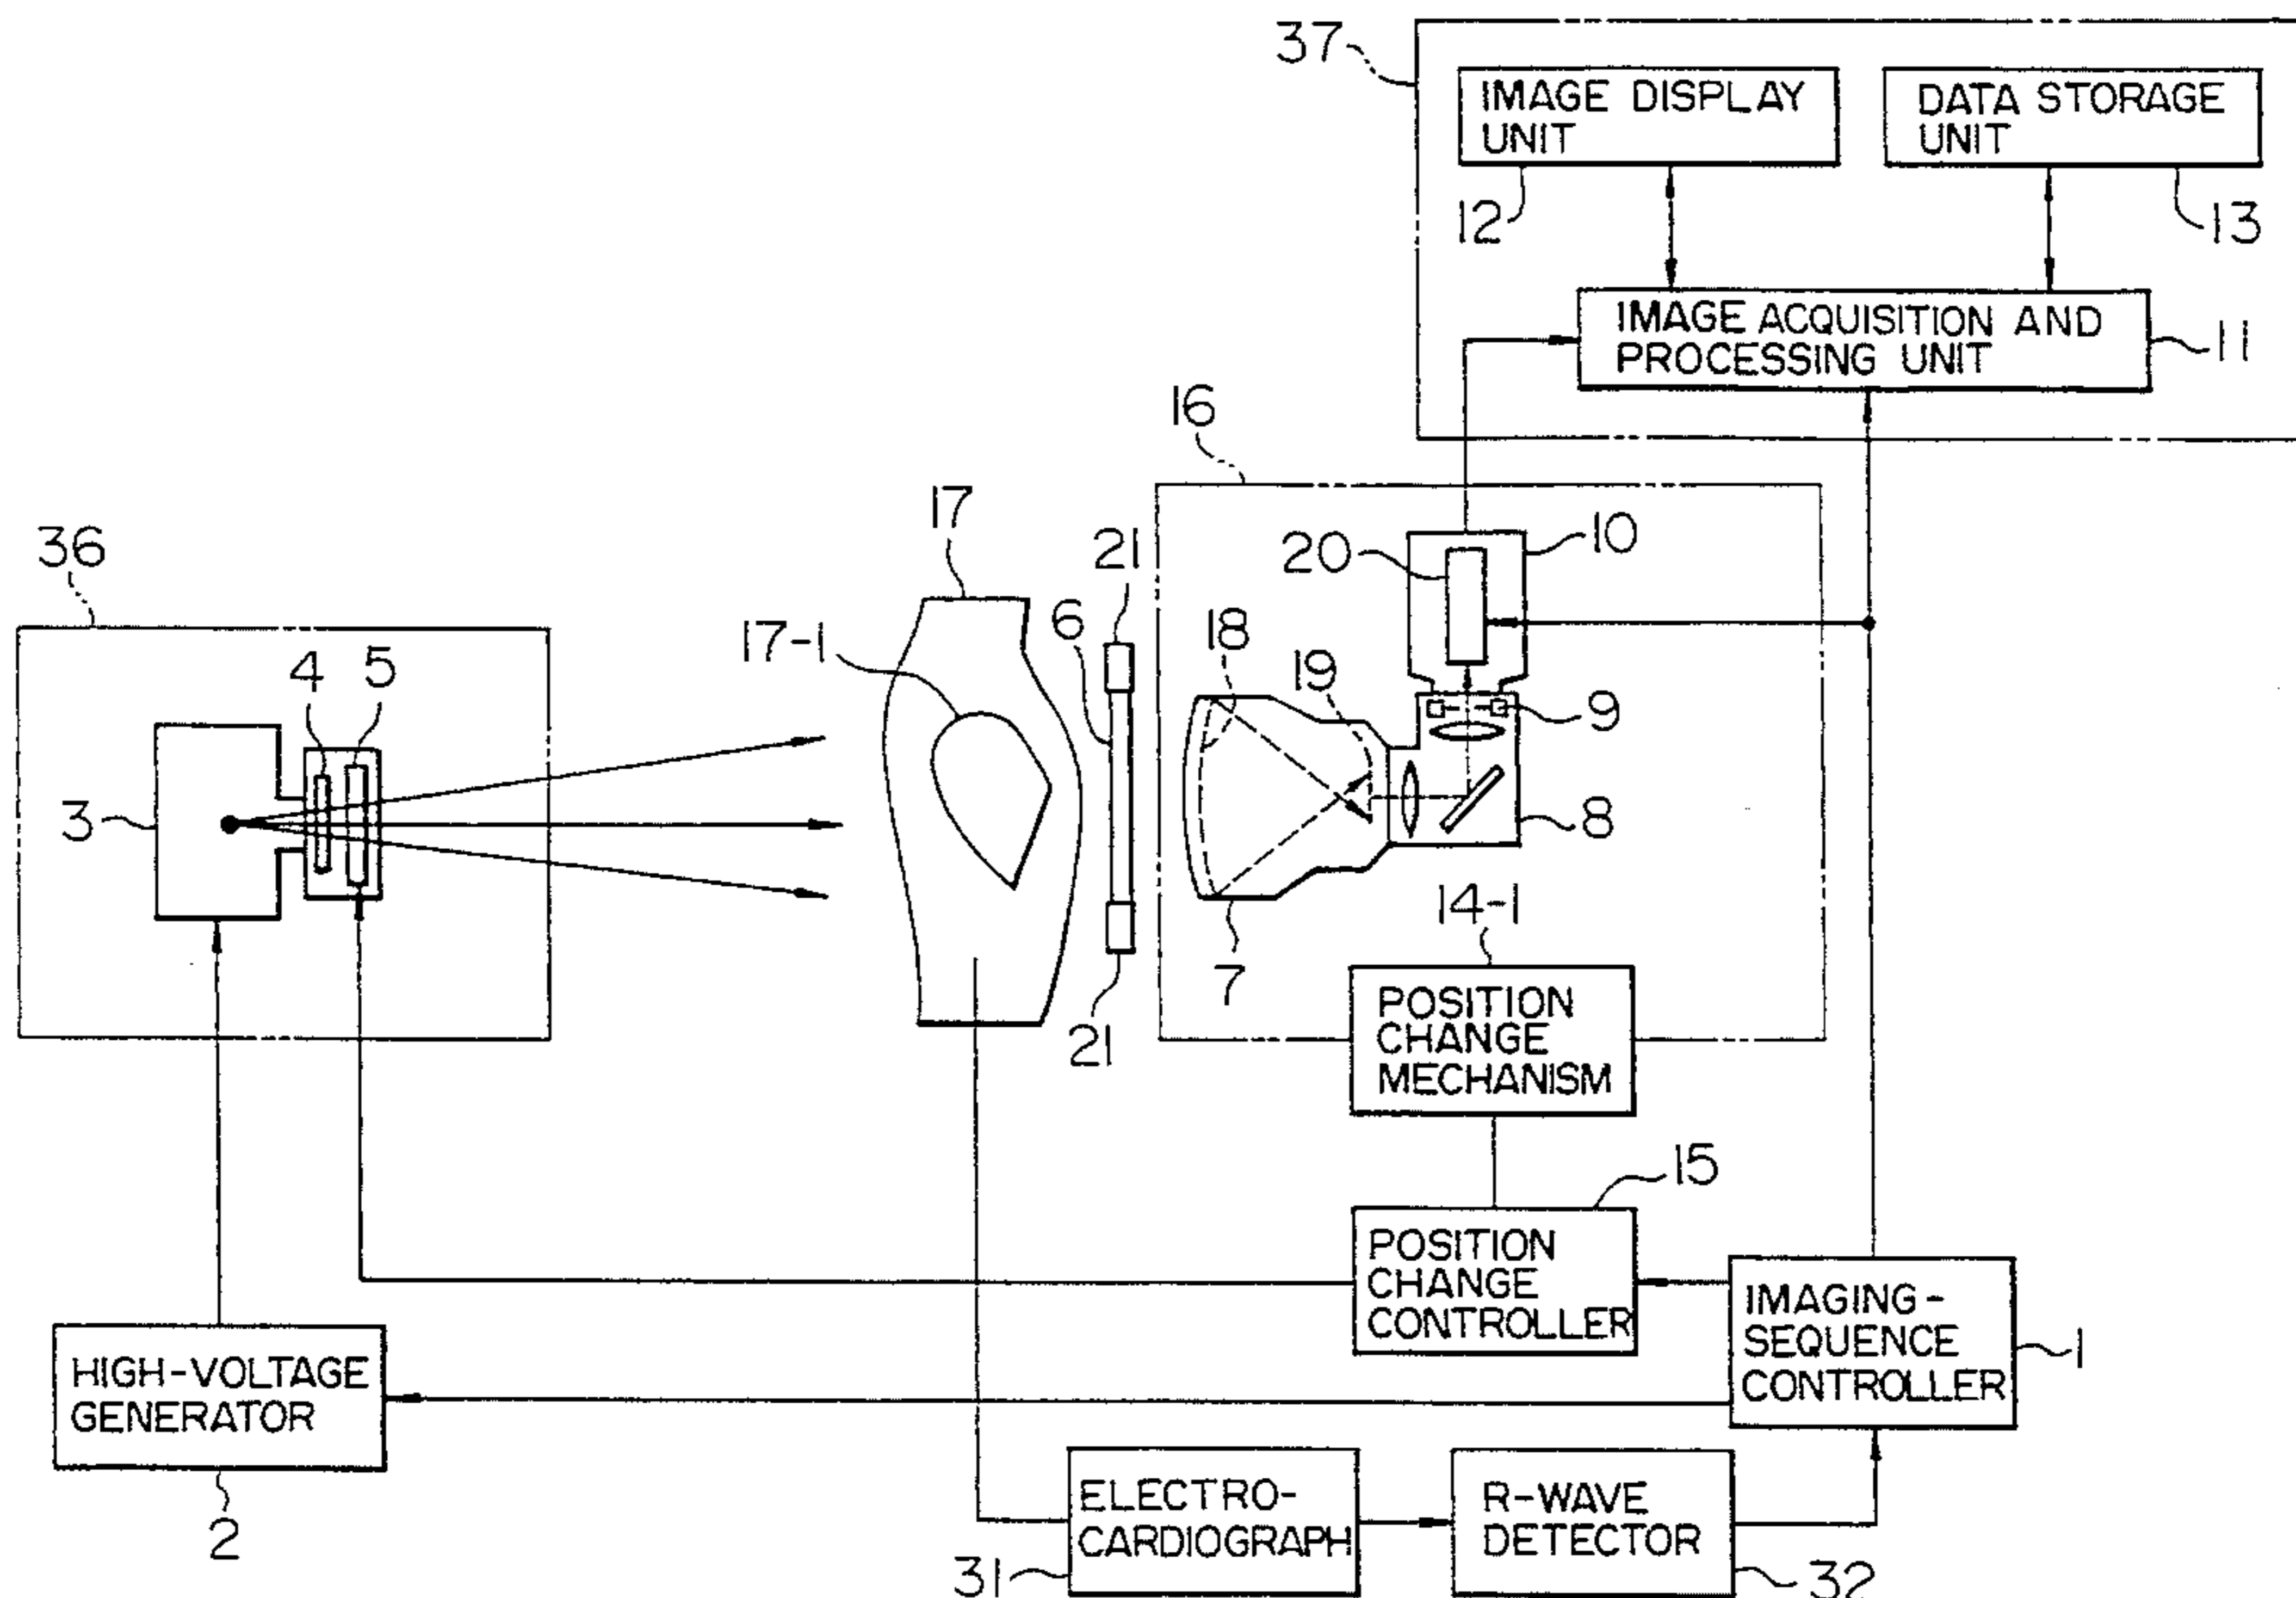 37
IMAGE DISPLAY
UNIT
DATA STORAGE
UNIT
12
13
IMAGE ACQUISITION AND
PROCESSING UNIT
11
16
36
17
21
20
10
4
5
17-1
6
18
19
9
3
8
7
21
14-1
POSITION
CHANGE
MECHANISM
15
POSITION
CHANGE
CONTROLLER
IMAGING-
SEQUENCE
CONTROLLER
1
HIGH-VOLTAGE
GENERATOR
2
ELECTRO-
CARDIOGRAPH
31
R-WAVE
DETECTOR
32